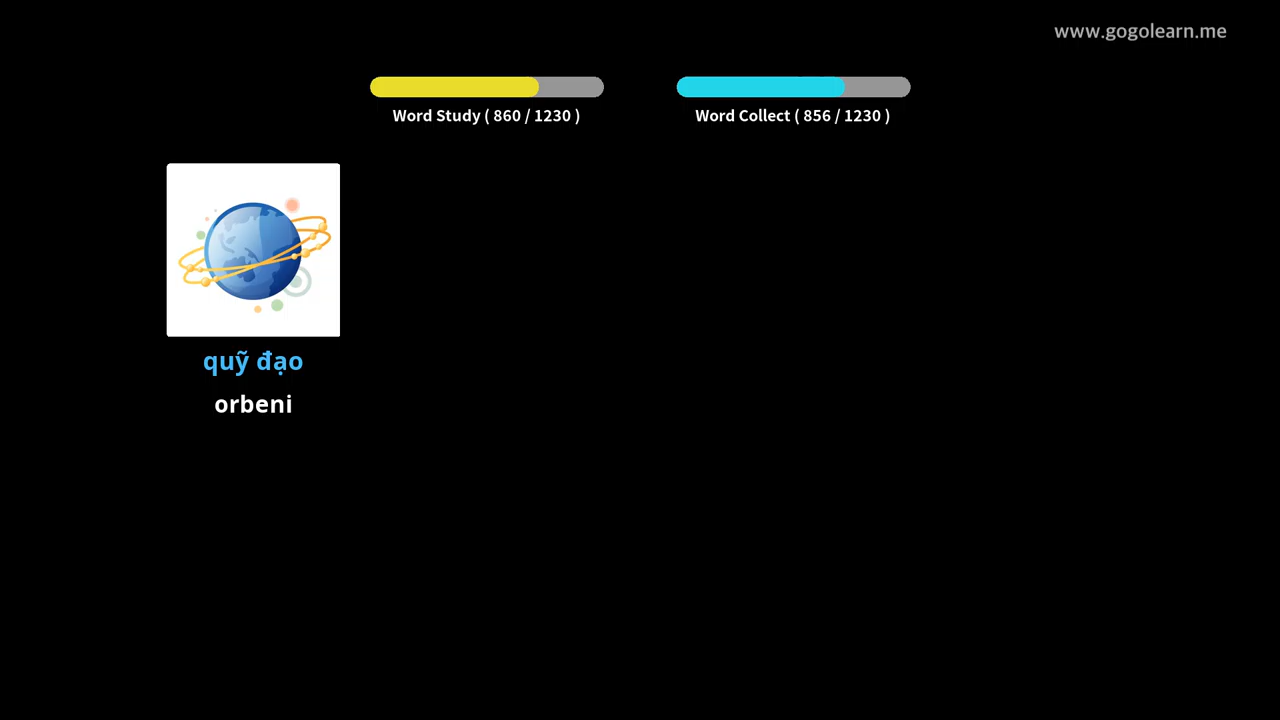 www.gogolearn.me
Word Study ( 860 / 1230 )
Word Collect ( 856 / 1230 )
quỹ đạo
orbeni